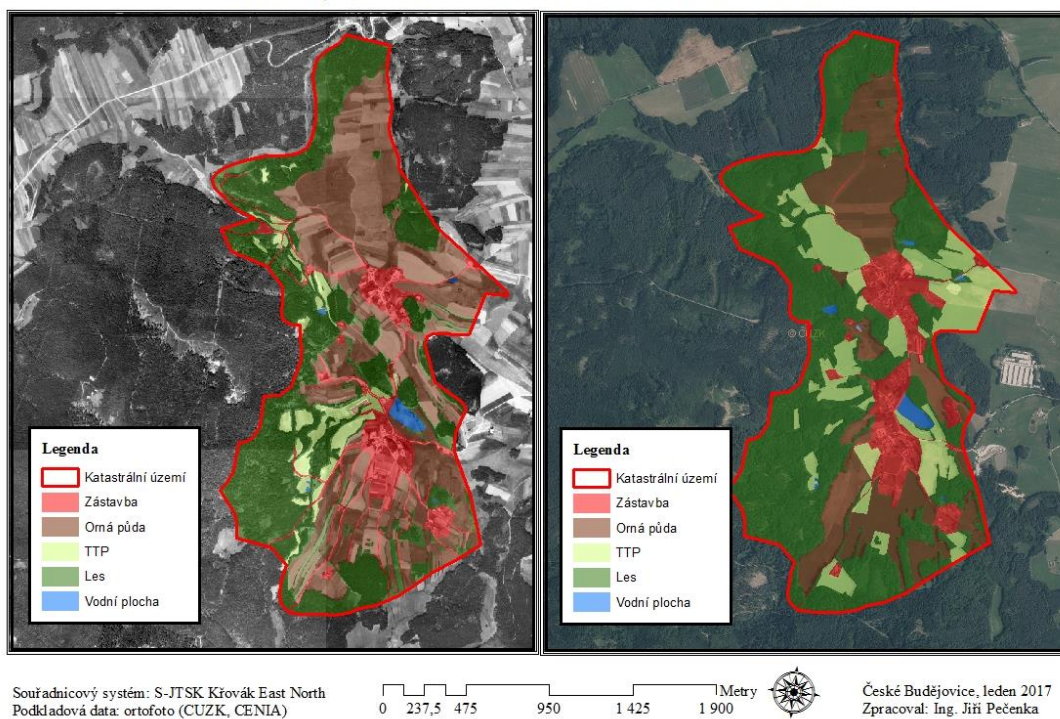 Legenda
Katastrální území
Zástavba
Orná půda
TTP
Les
Vodní plocha
© ČÚZK
Legenda
Katastrální území
Zástavba
Orná půda
TTP
Les
Vodní plocha
Souřadnicový systém: S-JTSK Křovák East North
Podkladová data: ortofoto (CUZK, CENIA)
Metry
0 237,5 475 950 1 425 1 900
České Budějovice, leden 2017
Zpracoval: Ing. Jiří Pečenka